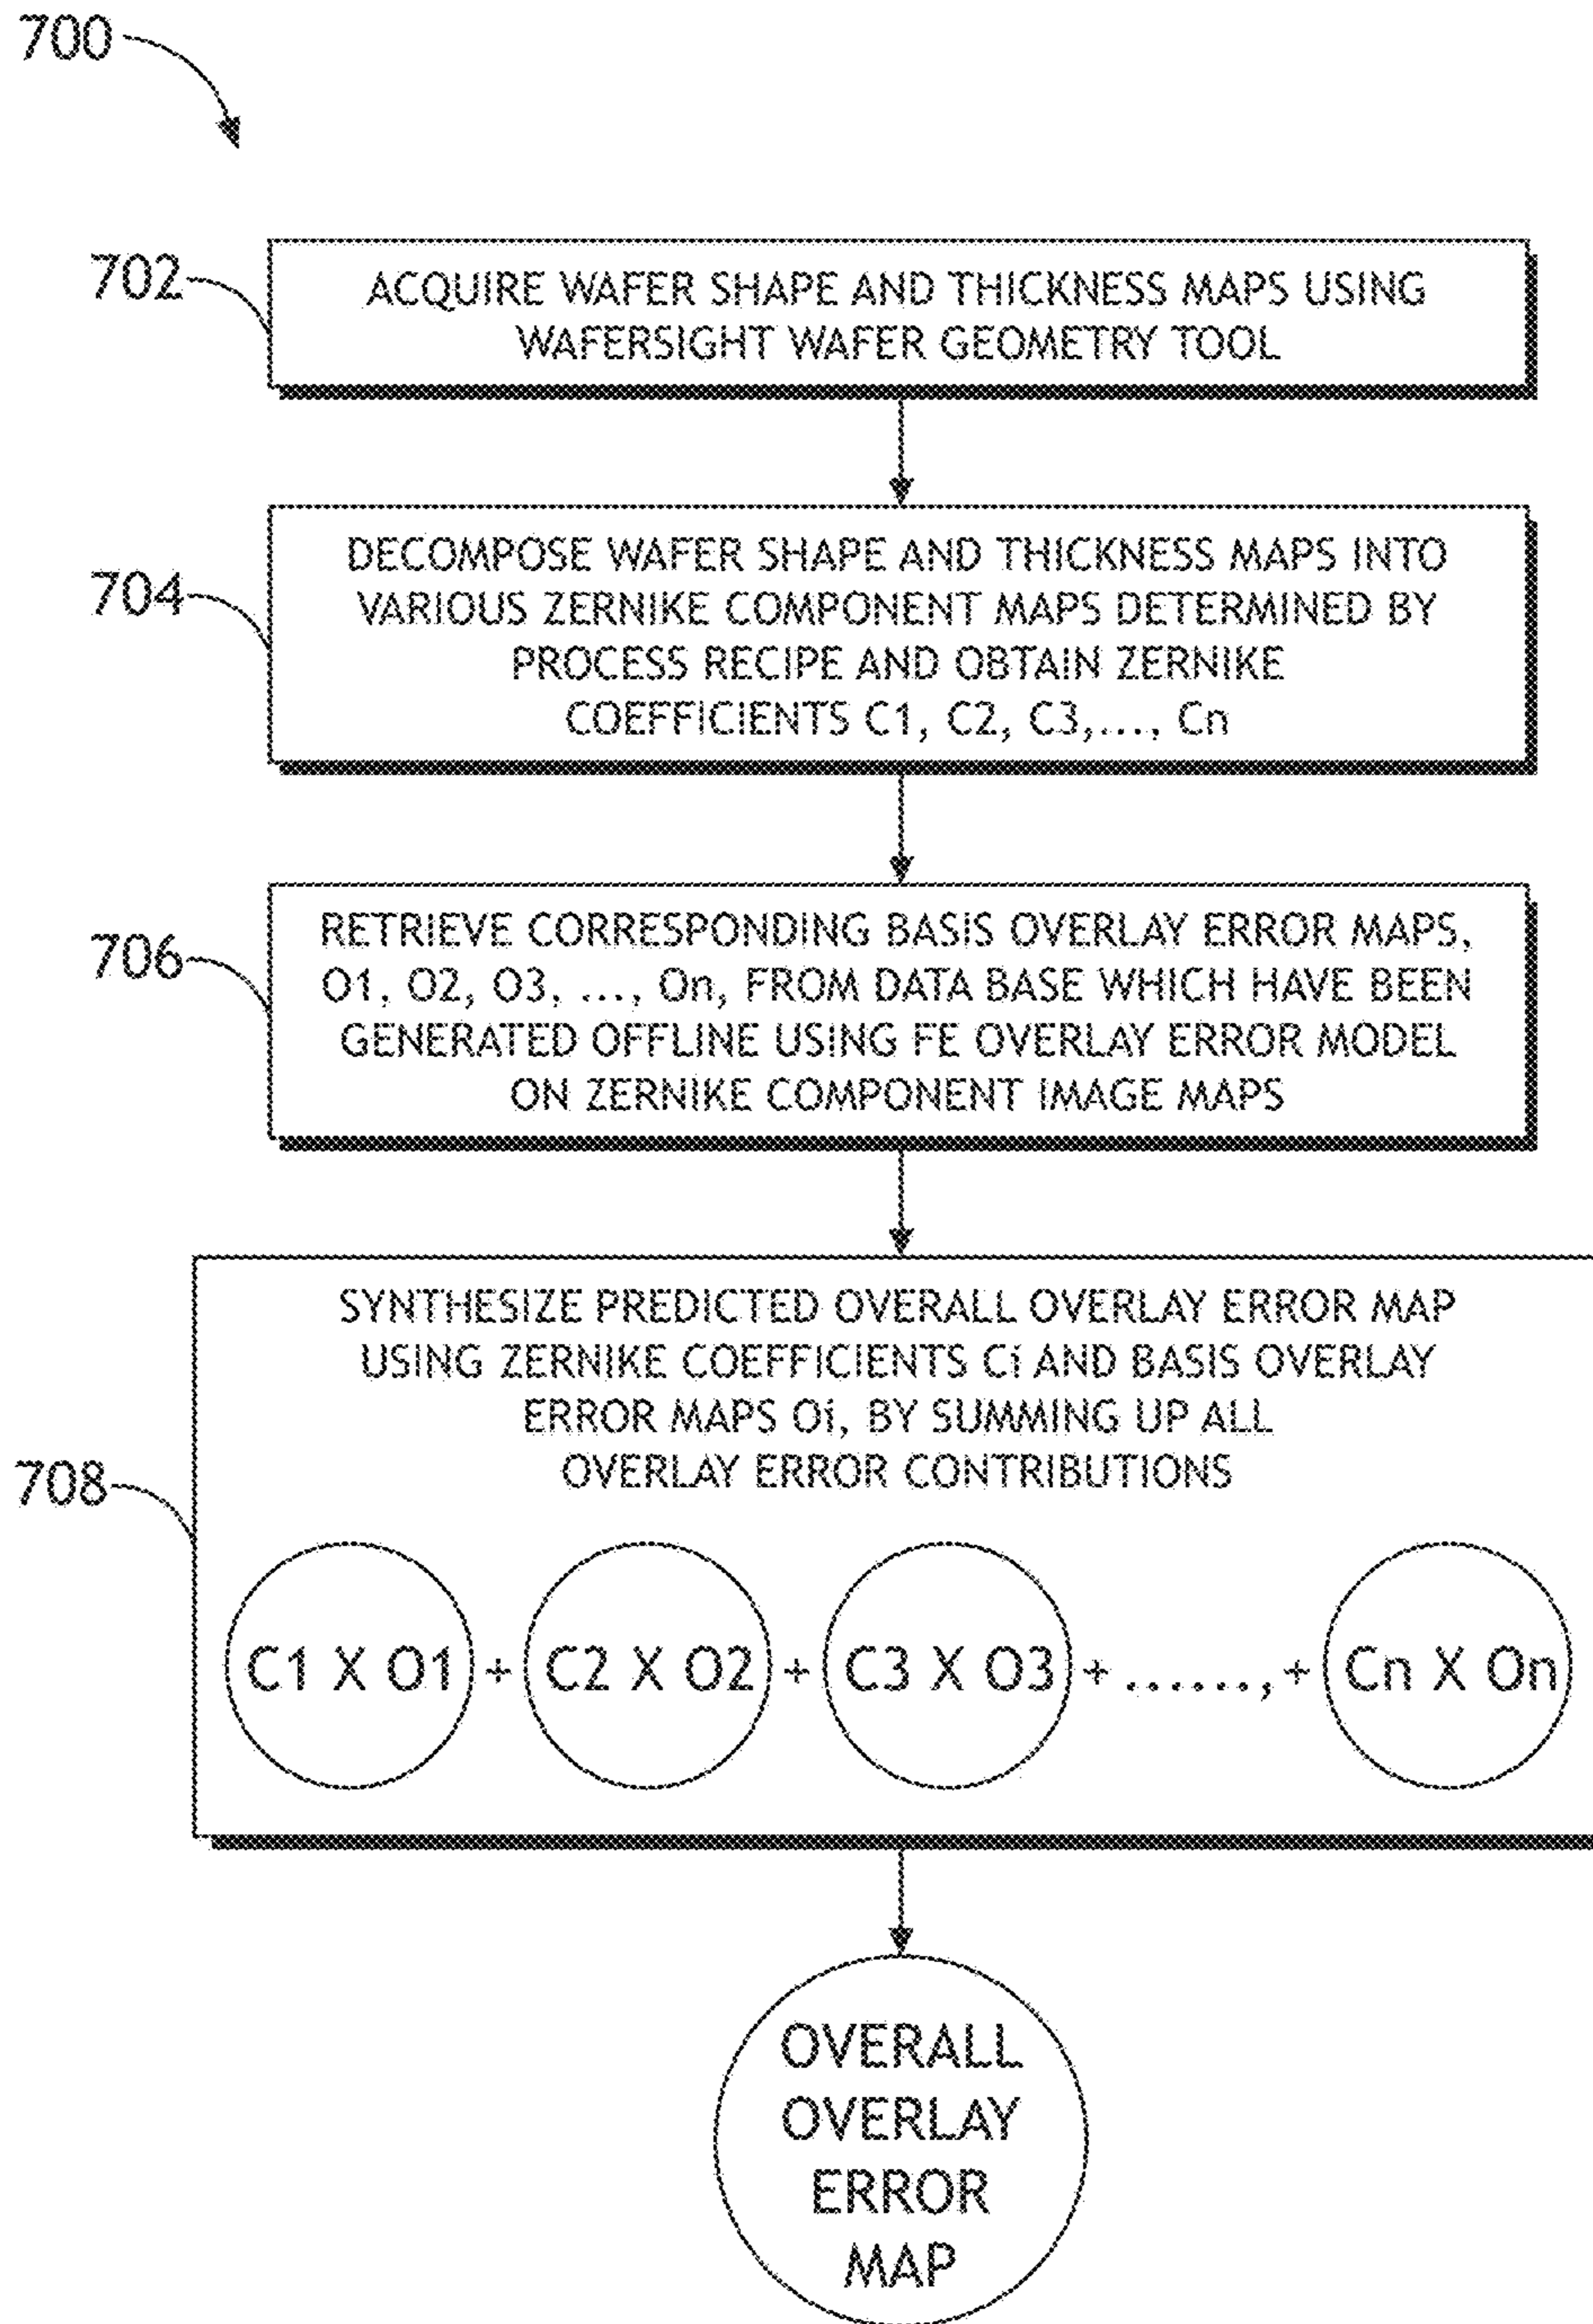 700
702
ACQUIRE WAFER SHAPE AND THICKNESS MAPS USING
WAFERSIGHT WAFER GEOMETRY TOOL
704
DECOMPOSE WAFER SHAPE AND THICKNESS MAPS INTO
VARIOUS ZERNIKE COMPONENT MAPS DETERMINED BY
PROCESS RECIPE AND OBTAIN ZERNIKE
COEFFICIENTS C1, C2, C3,..., Cn
706
RETRIEVE CORRESPONDING BASIS OVERLAY ERROR MAPS,
O1, O2, O3, ..., On, FROM DATA BASE WHICH HAVE BEEN
GENERATED OFFLINE USING FE OVERLAY ERROR MODEL
ON ZERNIKE COMPONENT IMAGE MAPS
708
SYNTHESIZE PREDICTED OVERALL OVERLAY ERROR MAP
USING ZERNIKE COEFFICIENTS Ci AND BASIS OVERLAY
ERROR MAPS Oi, BY SUMMING UP ALL
OVERLAY ERROR CONTRIBUTIONS
C1 X O1 + C2 X O2 + C3 X O3 + ......, + Cn X On
OVERALL
OVERLAY
ERROR
MAP